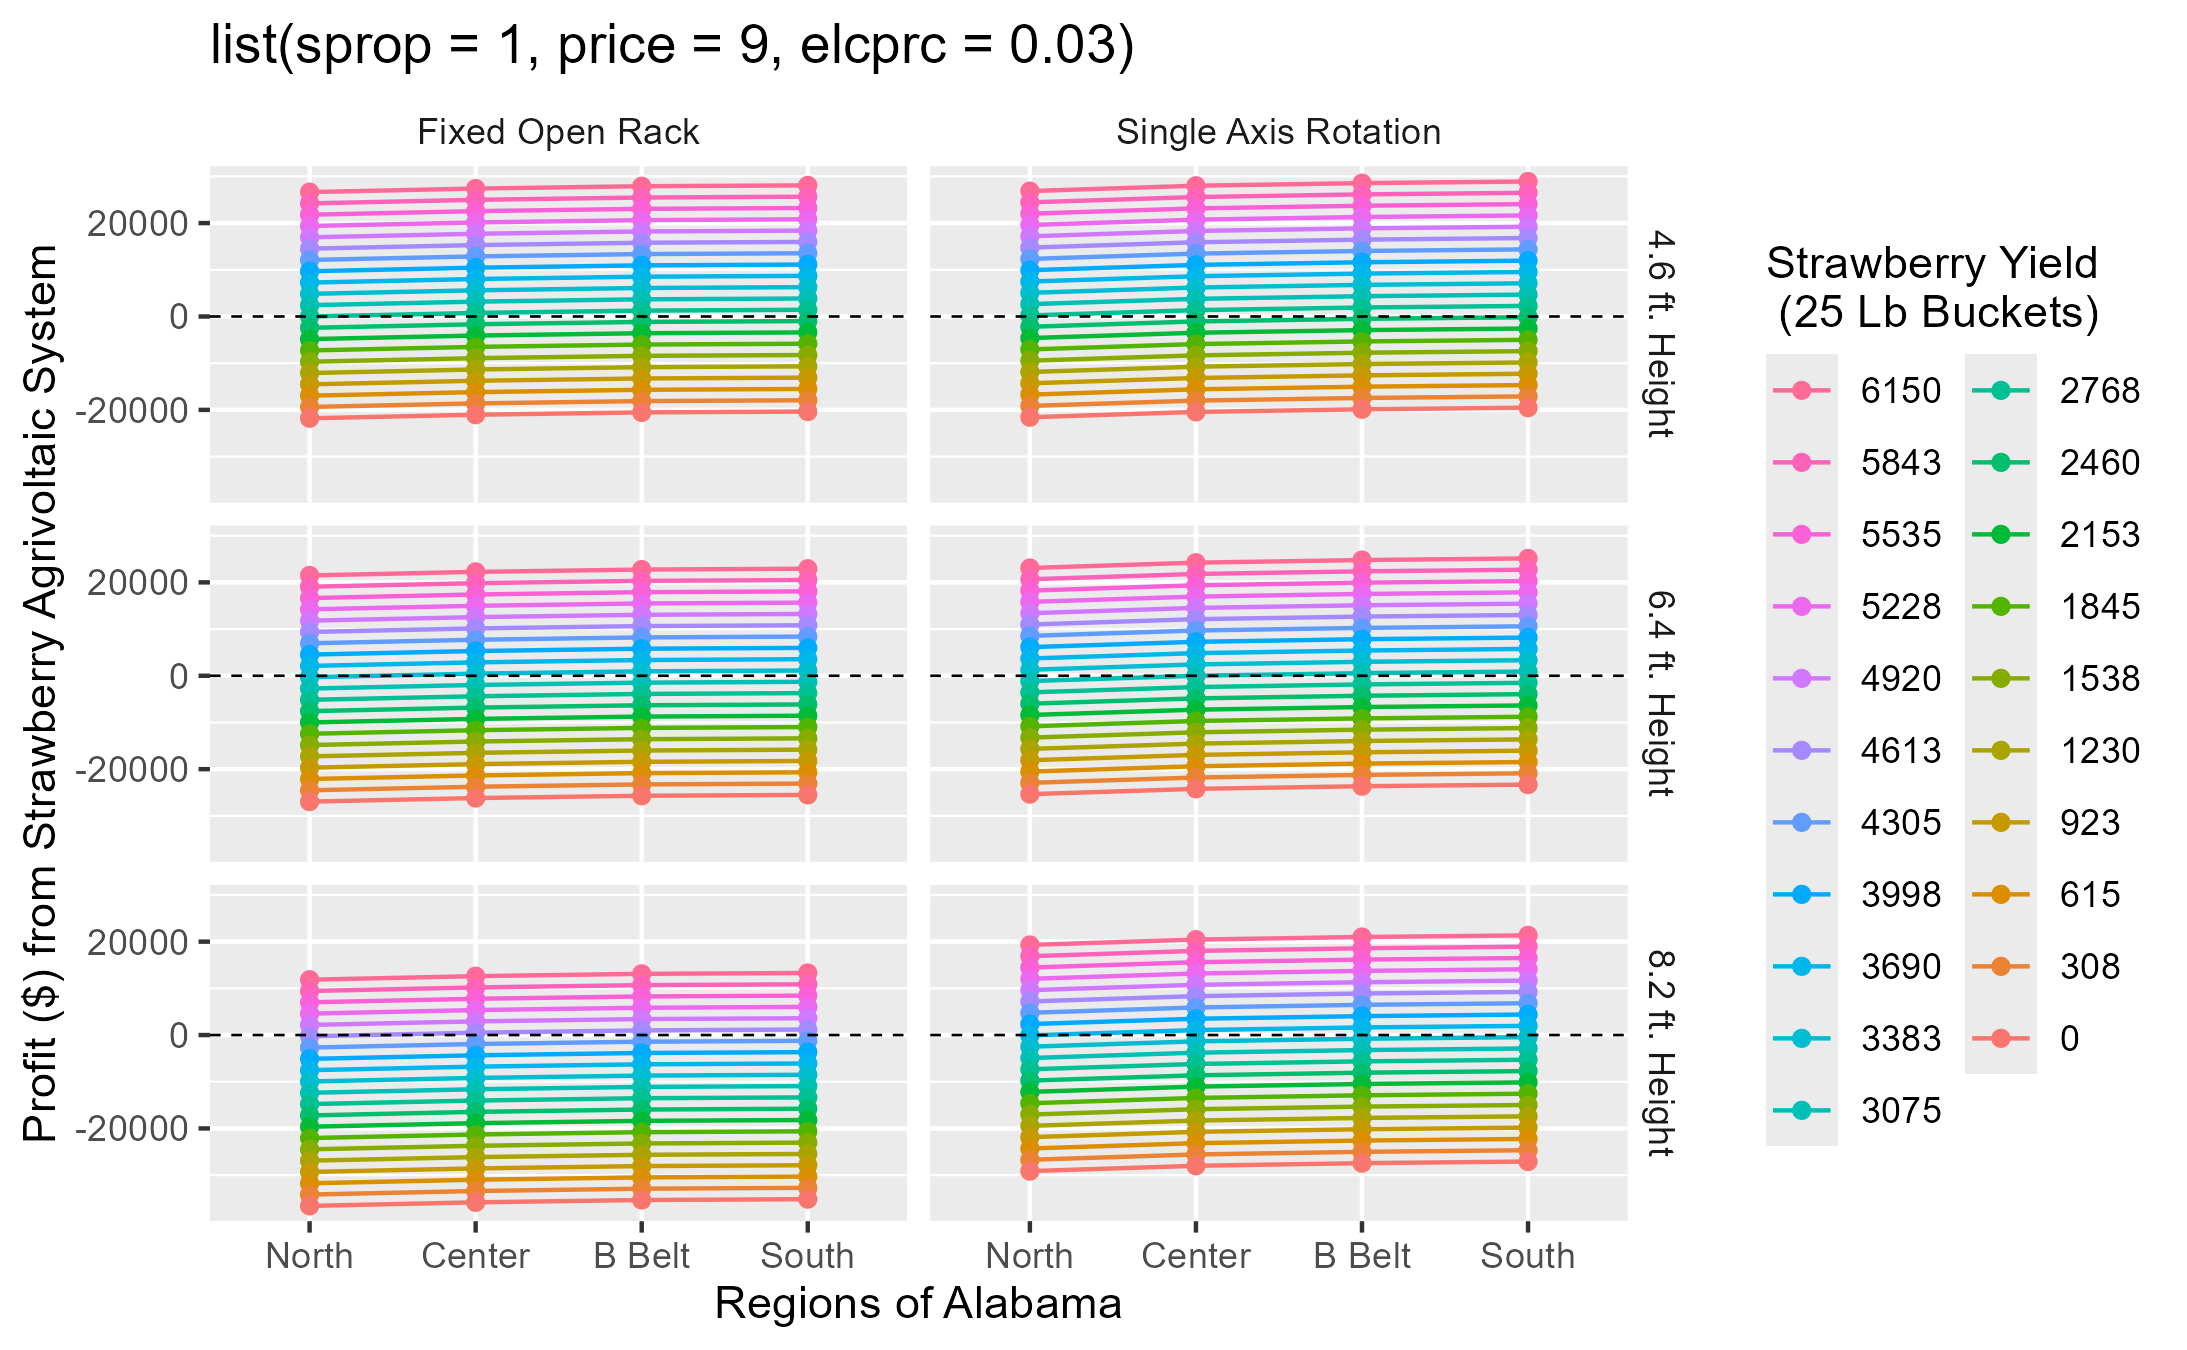 list(sprop = 1, price = 9, elcprc = 0.03)
Fixed Open Rack
Single Axis Rotation
Profit ($) from Strawberry Agrivoltaic System
20000
0
-20000
4.6 ft. Height
20000
0
-20000
6.4 ft. Height
20000
0
-20000
8.2 ft. Height
North
Center
B Belt
South
North
Center
B Belt
South
Regions of Alabama
Strawberry Yield
(25 Lb Buckets)
6150
5843
5535
5228
4920
4613
4305
3998
3690
3383
3075
2768
2460
2153
1845
1538
1230
923
615
308
0